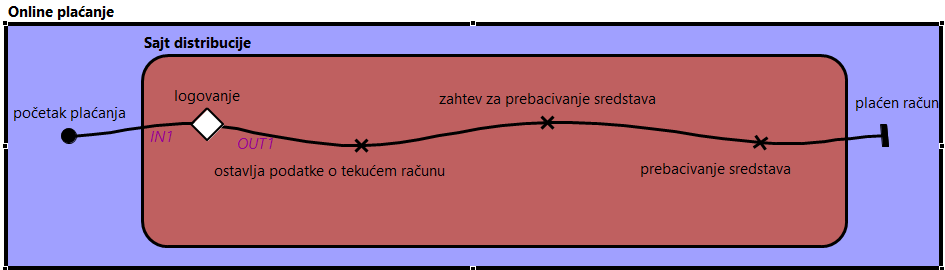 Online plaćanje
Sajt distribucije
početak plaćanja
logovanje
zahtev za prebacivanje sredstava
plaćen račun
IN1
OUT1
ostavlja podatke o tekućem računu
prebacivanje sredstava